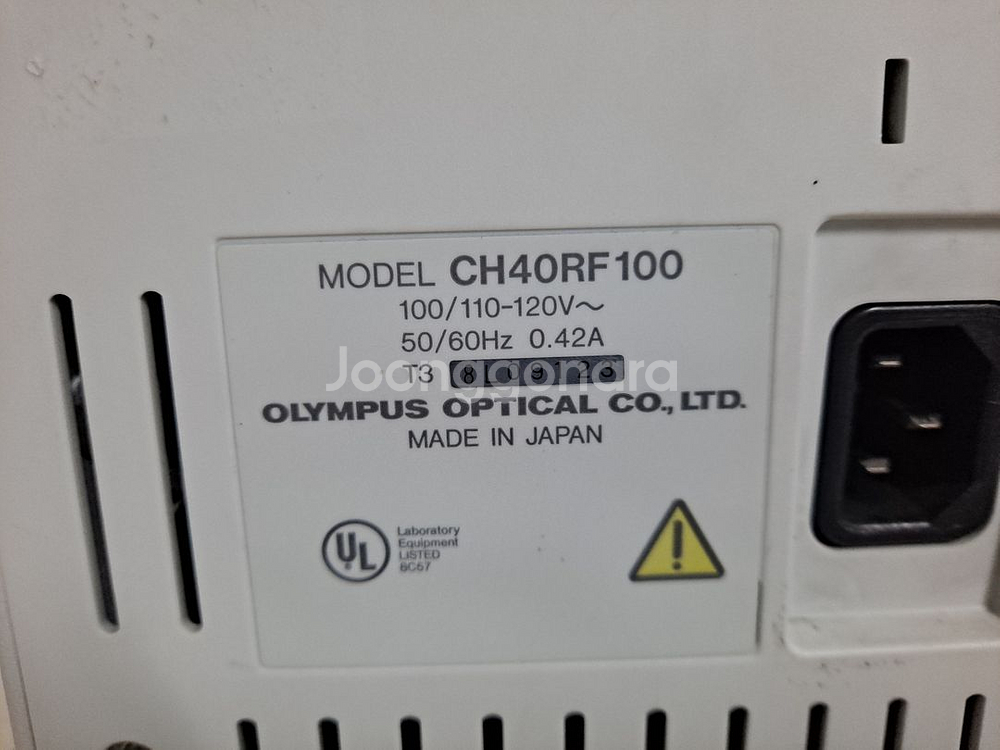 MODEL CH40RF100
100/110-120V～
50/60Hz 0.42A
T3
Joonggonara
OLYMPUS OPTICAL CO., LTD.
MADE IN JAPAN
UL
Laboratory
Equipment
LISTED